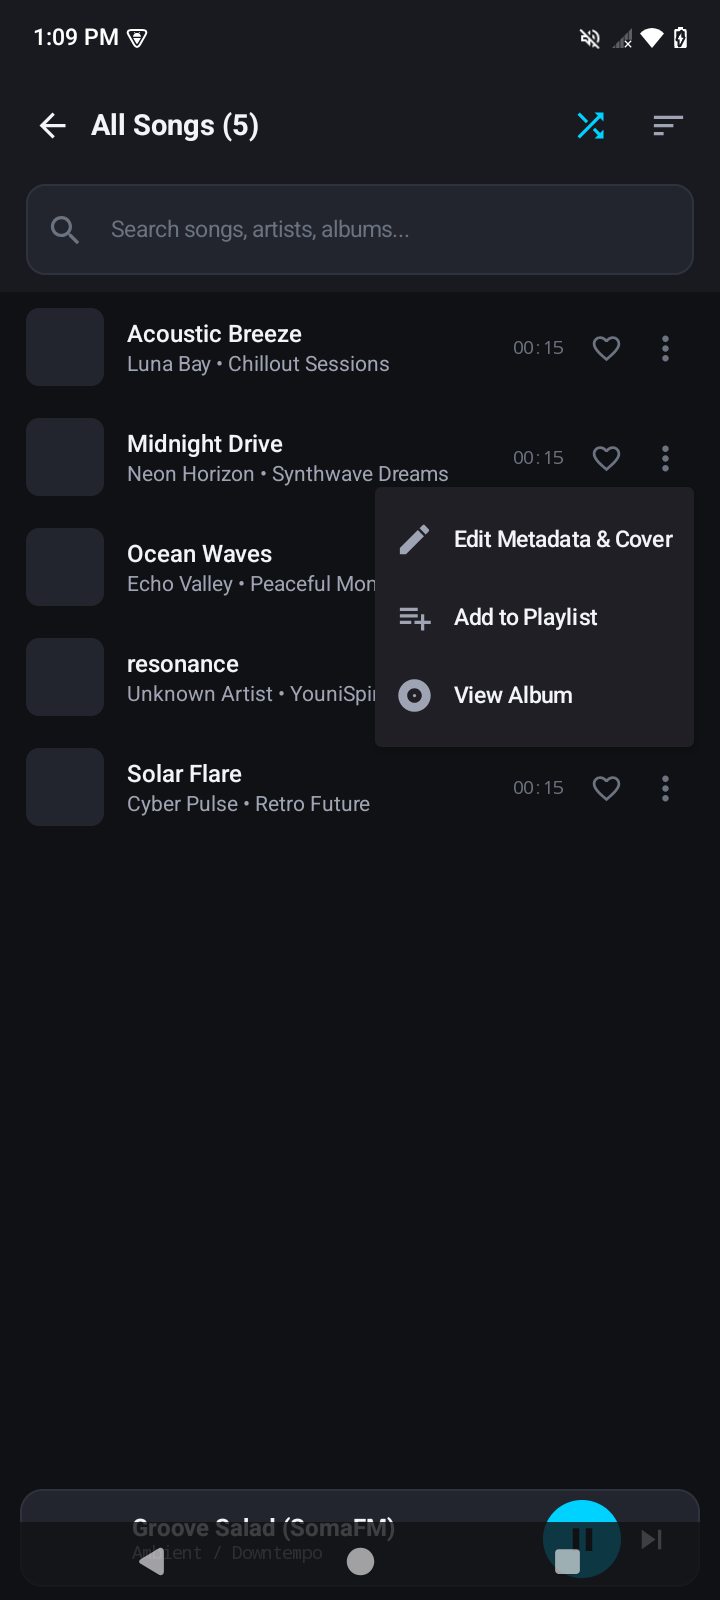 1:09 PM
All Songs (5)
Search songs, artists, albums...
Acoustic Breeze
Luna Bay • Chillout Sessions
00:15
Midnight Drive
Neon Horizon • Synthwave Dreams
00:15
Edit Metadata & Cover
Ocean Waves
Echo Valley • Peaceful
Add to Playlist
resonance
Unknown Artist •
View Album
Solar Flare
Cyber Pulse • Retro Future
00:15
Groove Salad (SomaFM)
Ambient / Downtempo